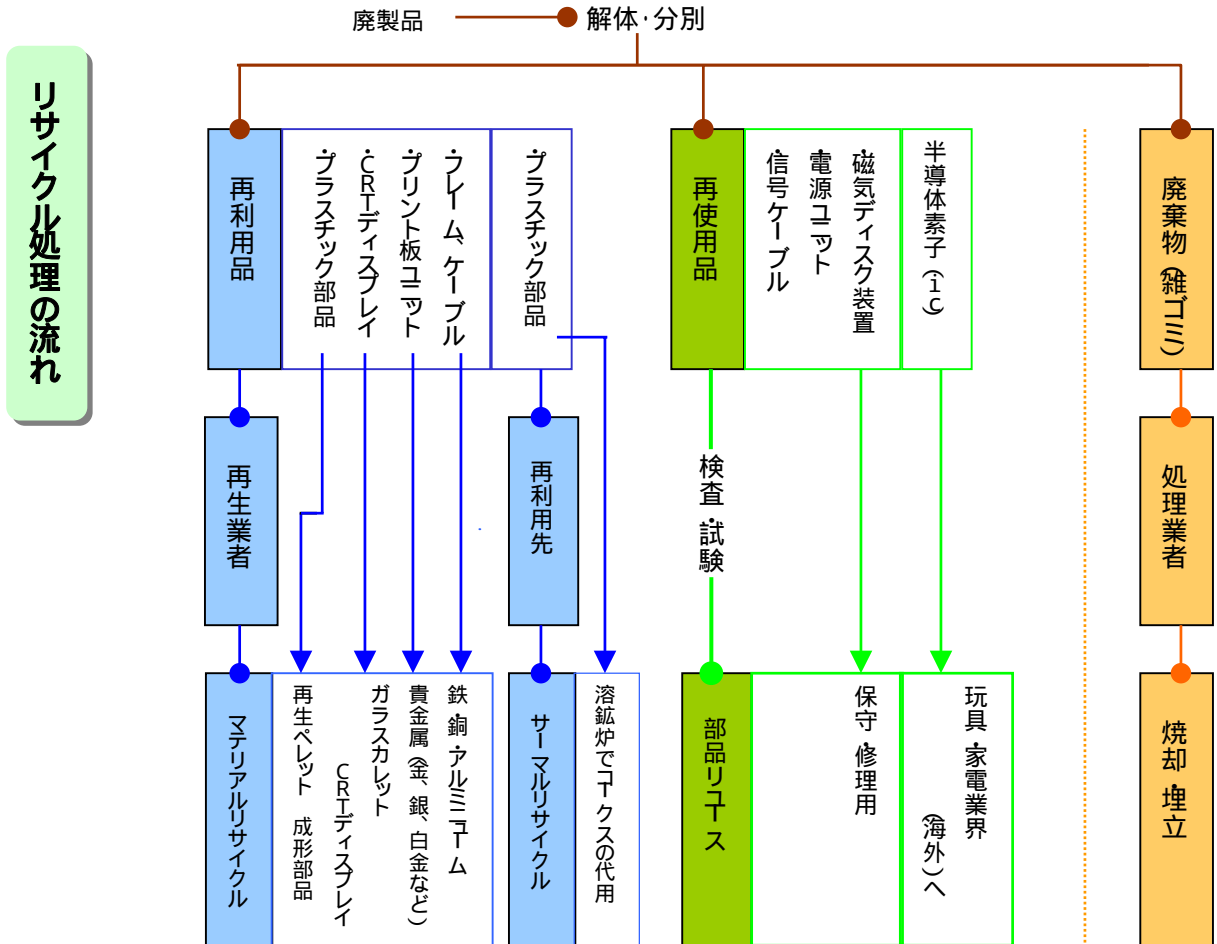 廃製品
解体・分別
リサイクル処理の流れ
再利用品
・プラスチック部品
・CRTディスプレイ
・プリント板ユニット
・フレーム、ケーブル
・プラスチック部品
再使用品
・信号ケーブル
・電源ユニット
・磁気ディスク装置
半導体素子(ic)
廃棄物(雑ゴミ)
再生業者
再利用先
検査・試験
処理業者
マテリアルリサイクル
再生ペレット 成形部品
CRTディスプレイ
ガラスカレット
貴金属(金、銀、白金など)
鉄・銅・アルミニューム
サーマルリサイクル
溶鉱炉でコークスの代用
部品リユース
保守・修理用
玩具・家電業界
(海外)へ
焼却・埋立